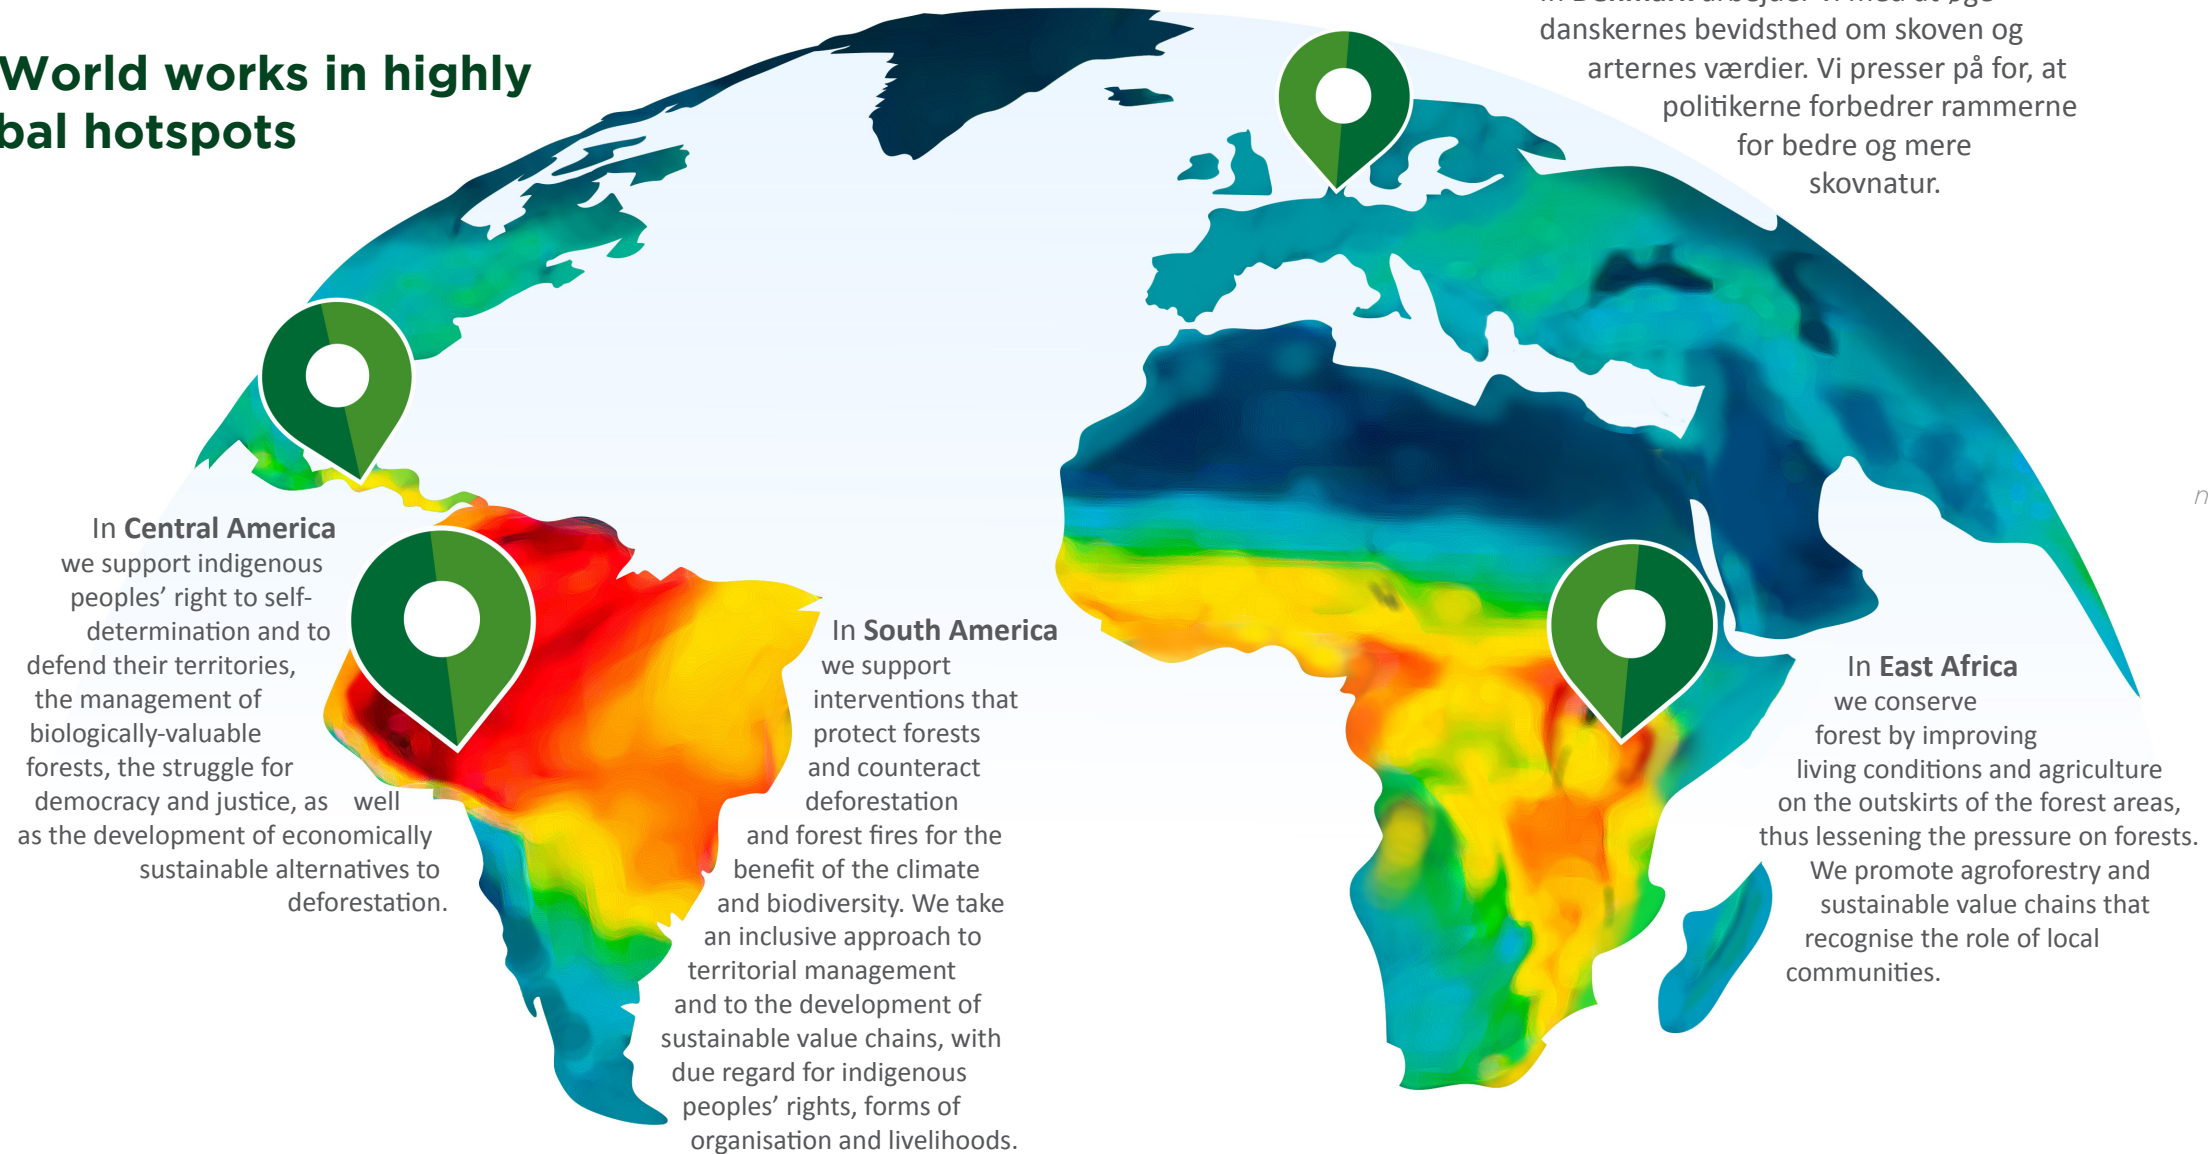 World works in highly
bal hotspots
In Denmark arbejder vi med at øge
danskernes bevidsthed om skoven og
arternes værdier. Vi presser på for, at
politikerne forbedrer rammerne
for bedre og mere
skovnatur.
In Central America
we support indigenous
peoples’ right to self-
determination and to
defend their territories,
the management of
biologically-valuable
forests, the struggle for
democracy and justice, as well
as the development of economically
sustainable alternatives to
deforestation.
In South America
we support
interventions that
protect forests
and counteract
deforestation
and forest fires for the
benefit of the climate
and biodiversity. We take
an inclusive approach to
territorial management
and to the development of
sustainable value chains, with
due regard for indigenous
peoples’ rights, forms of
organisation and livelihoods.
In East Africa
we conserve
forest by improving
living conditions and agriculture
on the outskirts of the forest areas,
thus lessening the pressure on forests.
We promote agroforestry and
sustainable value chains that
recognise the role of local
communities.